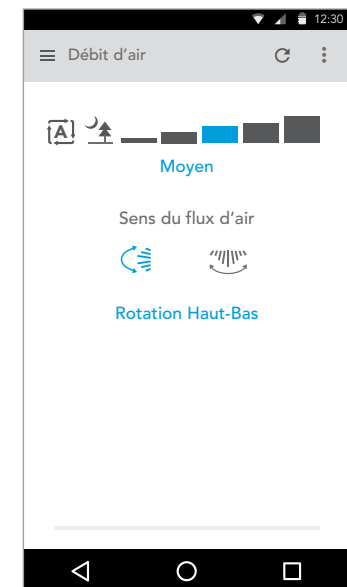 12:30
Débit d'air
A
Moyen
Sens du flux d'air
Rotation Haut-Bas